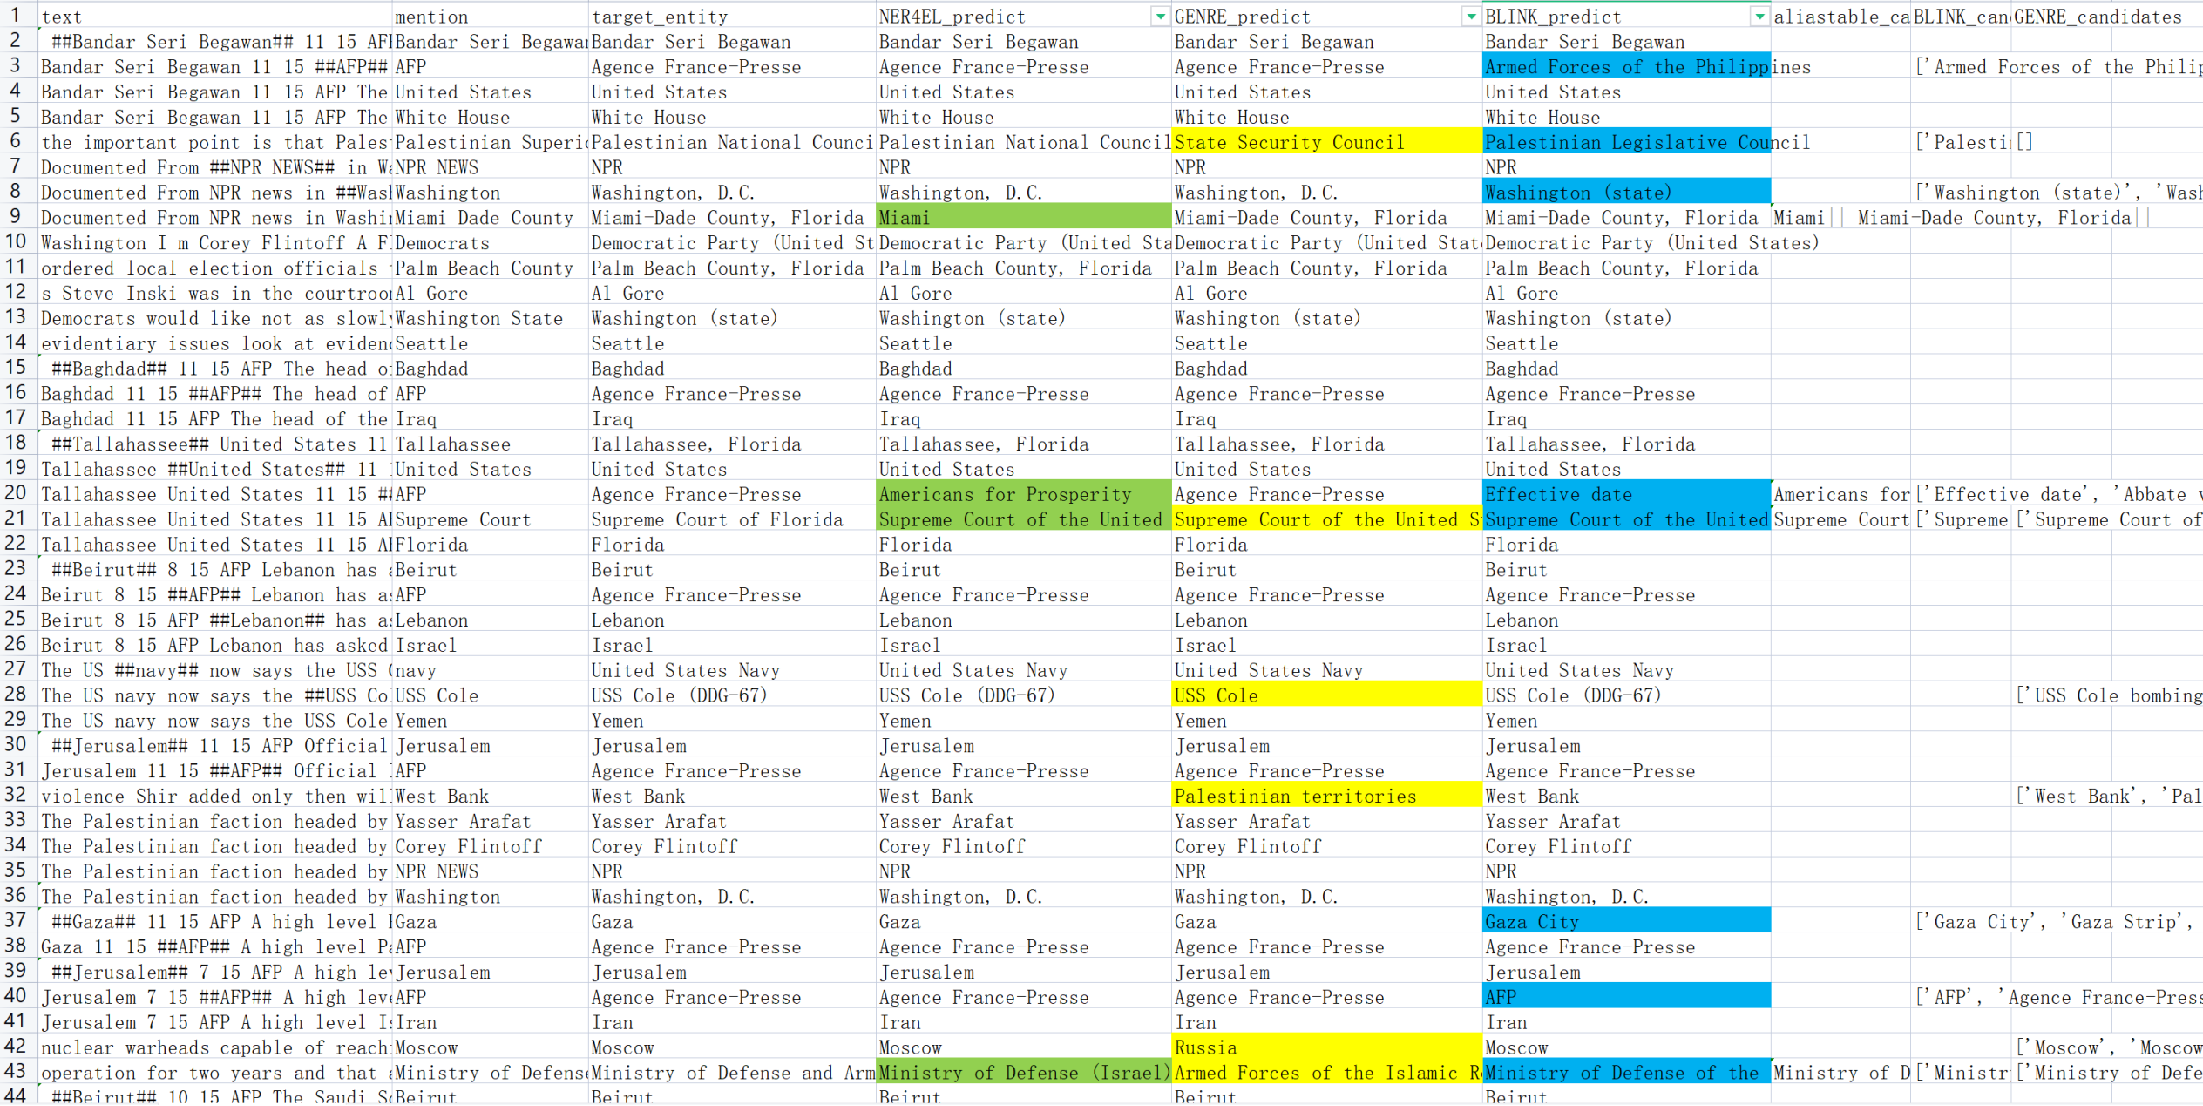 1 text mention target_entity NER4EL_predict GENRE_predict BLINK_predict aliastable_ca BLINK_can GENRE_candidates
2 ##Bandar Seri Begawan## 11 15 AF Bandar Seri Begawa Bandar Seri Begawan Bandar Seri Begawan Bandar Seri Begawan Bandar Seri Begawan
3 Bandar Seri Begawan 11 15 ##AFP## AFP Agence France-Presse Agence France-Presse Agence France-Presse Armed Forces of the Philippines ['Armed Forces of the Philip
4 Bandar Seri Begawan 11 15 AFP The United States United States United States United States United States
5 Bandar Seri Begawan 11 15 AFP The White House White House White House White House White House
6 the important point is that Pales Palestinian Superi Palestinian National Counci Palestinian National Council State Security Council Palestinian Legislative Council ['Palesti []
7 Documented From ##NPR NEWS## in Wa NPR NEWS NPR NPR NPR NPR
8 Documented From NPR news in ##Was Washington Washington, D.C. Washington, D.C. Washington, D.C. Washington (state) ['Washington (state)', 'Wash
9 Documented From NPR news in Washi Miami Dade County Miami-Dade County, Florida Miami Miami-Dade County, Florida Miami-Dade County, Florida Miami|| Miami-Dade County, Florida||
10 Washington I m Corey Flintoff A F Democrats Democratic Party (United St Democratic Party (United Sta Democratic Party (United Stat Democratic Party (United States)
11 ordered local election officials Palm Beach County Palm Beach County, Florida Palm Beach County, Florida Palm Beach County, Florida Palm Beach County, Florida
12 s Steve Inski was in the courtroo Al Gore Al Gore Al Gore Al Gore Al Gore
13 Democrats would like not as slowl Washington State Washington (state) Washington (state) Washington (state) Washington (state)
14 evidentiary issues look at eviden Seattle Seattle Seattle Seattle Seattle
15 ##Baghdad## 11 15 AFP The head o Baghdad Baghdad Baghdad Baghdad Baghdad
16 Baghdad 11 15 ##AFP## The head of AFP Agence France-Presse Agence France-Presse Agence France-Presse Agence France-Presse
17 Baghdad 11 15 AFP The head of the Iraq Iraq Iraq Iraq Iraq
18 ##Tallahassee## United States 11 Tallahassee Tallahassee, Florida Tallahassee, Florida Tallahassee, Florida Tallahassee, Florida
19 Tallahassee ##United States## 11 United States United States United States United States United States
20 Tallahassee United States 11 15 # AFP Agence France-Presse Americans for Prosperity Agence France-Presse Effective date Americans for ['Effective date', 'Abbate v
21 Tallahassee United States 11 15 A Supreme Court Supreme Court of Florida Supreme Court of the United Supreme Court of the United S Supreme Court of the United Supreme Court ['Supreme ['Supreme Court of
22 Tallahassee United States 11 15 A Florida Florida Florida Florida Florida
23 ##Beirut## 8 15 AFP Lebanon has a Beirut Beirut Beirut Beirut Beirut
24 Beirut 8 15 ##AFP## Lebanon has a AFP Agence France-Presse Agence France-Presse Agence France-Presse Agence France-Presse
25 Beirut 8 15 AFP ##Lebanon## has a Lebanon Lebanon Lebanon Lebanon Lebanon
26 Beirut 8 15 AFP Lebanon has asked Israel Israel Israel Israel Israel
27 The US ##navy## now says the USS navy United States Navy United States Navy United States Navy United States Navy
28 The US navy now says the ##USS Co USS Cole USS Cole (DDG-67) USS Cole (DDG-67) USS Cole USS Cole (DDG-67) ['USS Cole bombing
29 The US navy now says the USS Cole Yemen Yemen Yemen Yemen Yemen
30 ##Jerusalem## 11 15 AFP Official Jerusalem Jerusalem Jerusalem Jerusalem Jerusalem
31 Jerusalem 11 15 ##AFP## Official AFP Agence France-Presse Agence France-Presse Agence France-Presse Agence France-Presse
32 violence Shir added only then wil West Bank West Bank West Bank Palestinian territories West Bank ['West Bank', 'Pal
33 The Palestinian faction headed by Yasser Arafat Yasser Arafat Yasser Arafat Yasser Arafat Yasser Arafat
34 The Palestinian faction headed by Corey Flintoff Corey Flintoff Corey Flintoff Corey Flintoff Corey Flintoff
35 The Palestinian faction headed by NPR NEWS NPR NPR NPR NPR
36 The Palestinian faction headed by Washington Washington, D.C. Washington, D.C. Washington, D.C. Washington, D.C.
37 ##Gaza## 11 15 AFP A high level Gaza Gaza Gaza Gaza Gaza City ['Gaza City', 'Gaza Strip',
38 Gaza 11 15 ##AFP## A high level Pa AFP Agence France-Presse Agence France-Presse Agence France-Presse Agence France-Presse
39 ##Jerusalem## 7 15 AFP A high lev Jerusalem Jerusalem Jerusalem Jerusalem Jerusalem
40 Jerusalem 7 15 ##AFP## A high leve AFP Agence France-Presse Agence France-Presse Agence France-Presse AFP ['AFP', 'Agence France-Press
41 Jerusalem 7 15 AFP A high level I Iran Iran Iran Iran Iran
42 nuclear warheads capable of reach Moscow Moscow Moscow Russia Moscow ['Moscow', 'Moscow
43 operation for two years and that Ministry of Defens Ministry of Defense and Arm Ministry of Defense (Israel) Armed Forces of the Islamic R Ministry of Defense of the Ministry of D ['Ministr ['Ministry of Defe
44 ##Beirut## 10 15 AFP The Saudi S Beirut Beirut Beirut Beirut Beirut